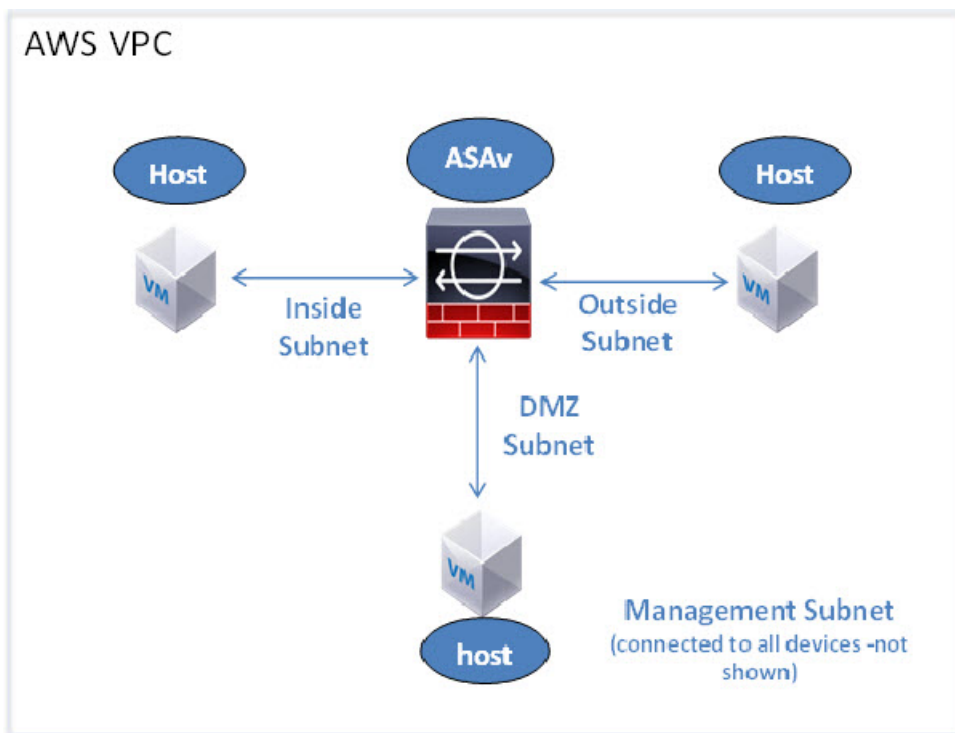 AWS VPC
Host
ASAv
Host
VM
VM
Inside
Subnet
Outside
Subnet
DMZ
Subnet
VM
host
Management Subnet
(connected to all devices -not
shown)